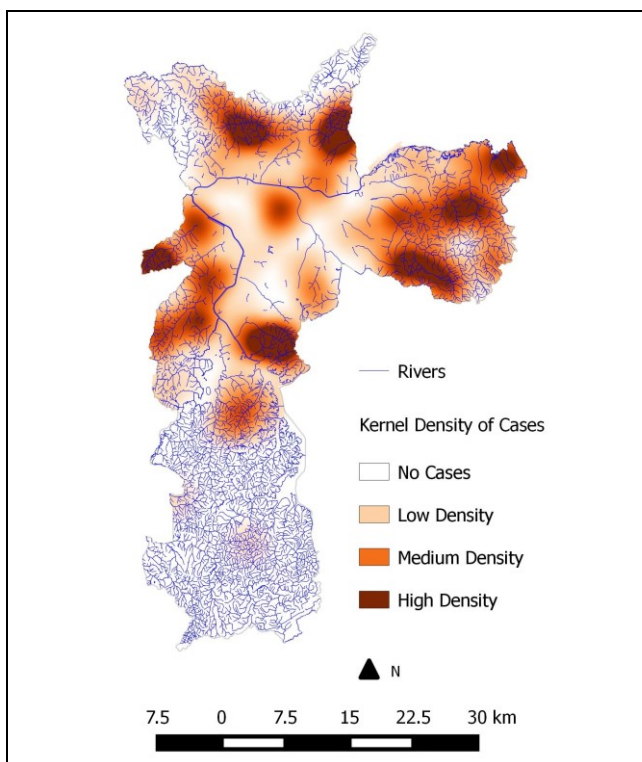 Rivers
Kernel Density of Cases
No Cases
Low Density
Medium Density
High Density
N
7.5 0 7.5 15 22.5 30 km